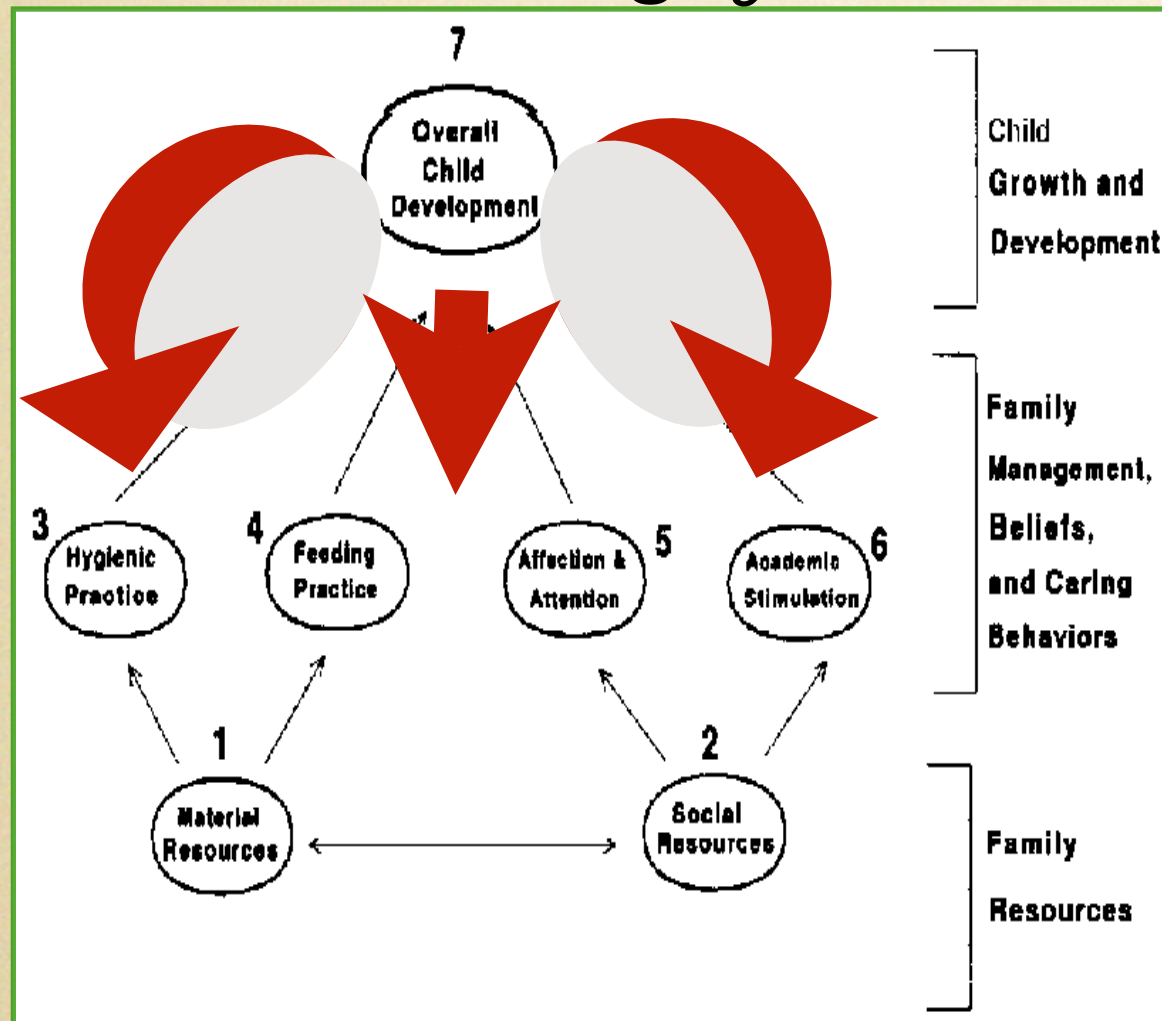 7
Overall
Child
Development
Child
Growth and
Development
3
Hygienic
Practice
4
Feeding
Practice
Affection &
Attention
5
Academic
Stimulation
6
Family
Management,
Beliefs,
and Caring
Behaviors
1
Material
Resources
2
Social
Resources
Family
Resources